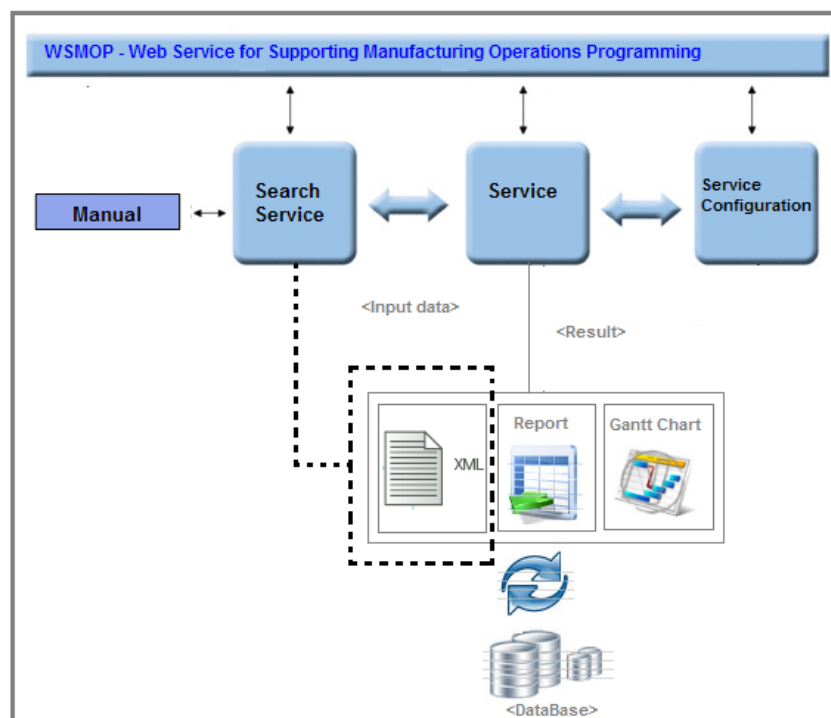 WSMOP - Web Service for Supporting Manufacturing Operations Programming
Manual
Search
Service
Service
Service
Configuration
<Input data>
<Result>
XML
Report
Gantt Chart
<DataBase>